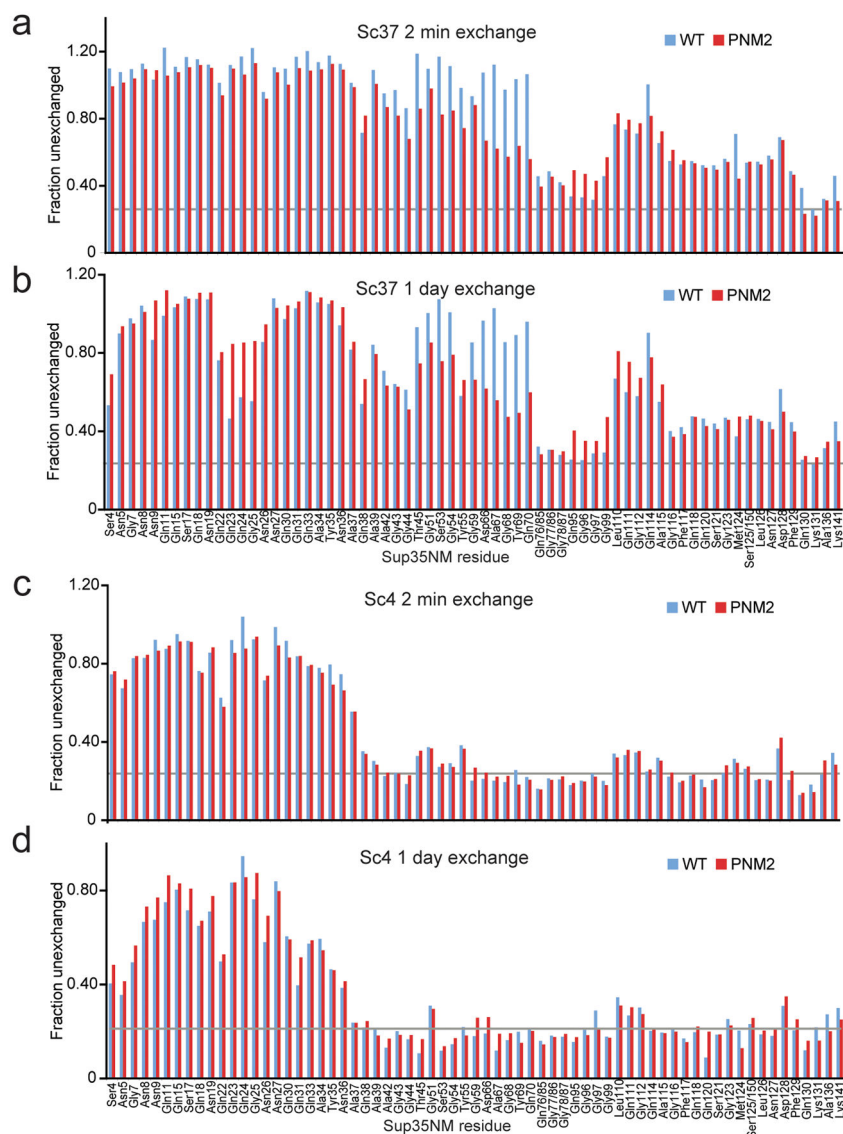 a
Sc37 2 min exchange
WT PNM2
Fraction unexchanged
1.20
0.80
0.40
0
b
Sc37 1 day exchange
WT PNM2
Fraction unexchanged
1.20
0.80
0.40
0
Ser4 Asn5 Gly7 Asn8 Asn9 Gln11 Gln15 Ser17 Gln18 Asn19 Gln22 Gln23 Gln24 Gly25 Asn26 Asn27 Gln30 Gln31 Gln33 Ala34 Tyr35 Asn36 Ala37 Gln38 Ala39 Ala42 Gly43 Gly44 Thr45 Gly51 Ser53 Gly54 Tyr55 Gly59 Asp66 Ala67 Gly68 Tyr69 Gln70 Gln76/85 Gly77/86 Gly78/87 Gln95 Gly96 Gly97 Gly99 Leu110 Gln111 Gly112 Gln114 Ala115 Gly116 Phe117 Gln118 Gln120 Ser121 Gly123 Met124 Ser125/150 Leu126 Asn127 Asp128 Phe129 Gln130 Lys131 Ala136 Lys141
Sup35NM residue
c
Sc4 2 min exchange
WT PNM2
Fraction unexchanged
1.20
0.80
0.40
0
d
Sc4 1 day exchange
WT PNM2
Fraction unexchanged
0.80
0.40
0
Ser4 Asn5 Gly7 Asn8 Asn9 Gln11 Gln15 Ser17 Gln18 Asn19 Gln22 Gln23 Gln24 Gly25 Asn26 Asn27 Gln30 Gln31 Gln33 Ala34 Tyr35 Asn36 Ala37 Gln38 Ala39 Ala42 Gly43 Gly44 Thr45 Gly51 Ser53 Gly54 Tyr55 Gly59 Asp66 Ala67 Gly68 Tyr69 Gln70 Gln76/85 Gly77/86 Gly78/87 Gln95 Gly96 Gly97 Gly99 Leu110 Gln111 Gly112 Gln114 Ala115 Gly116 Phe117 Gln118 Gln120 Ser121 Gly123 Met124 Ser125/150 Leu126 Asn127 Asp128 Phe129 Gln130 Lys131 Ala136 Lys141
Sup35NM residue